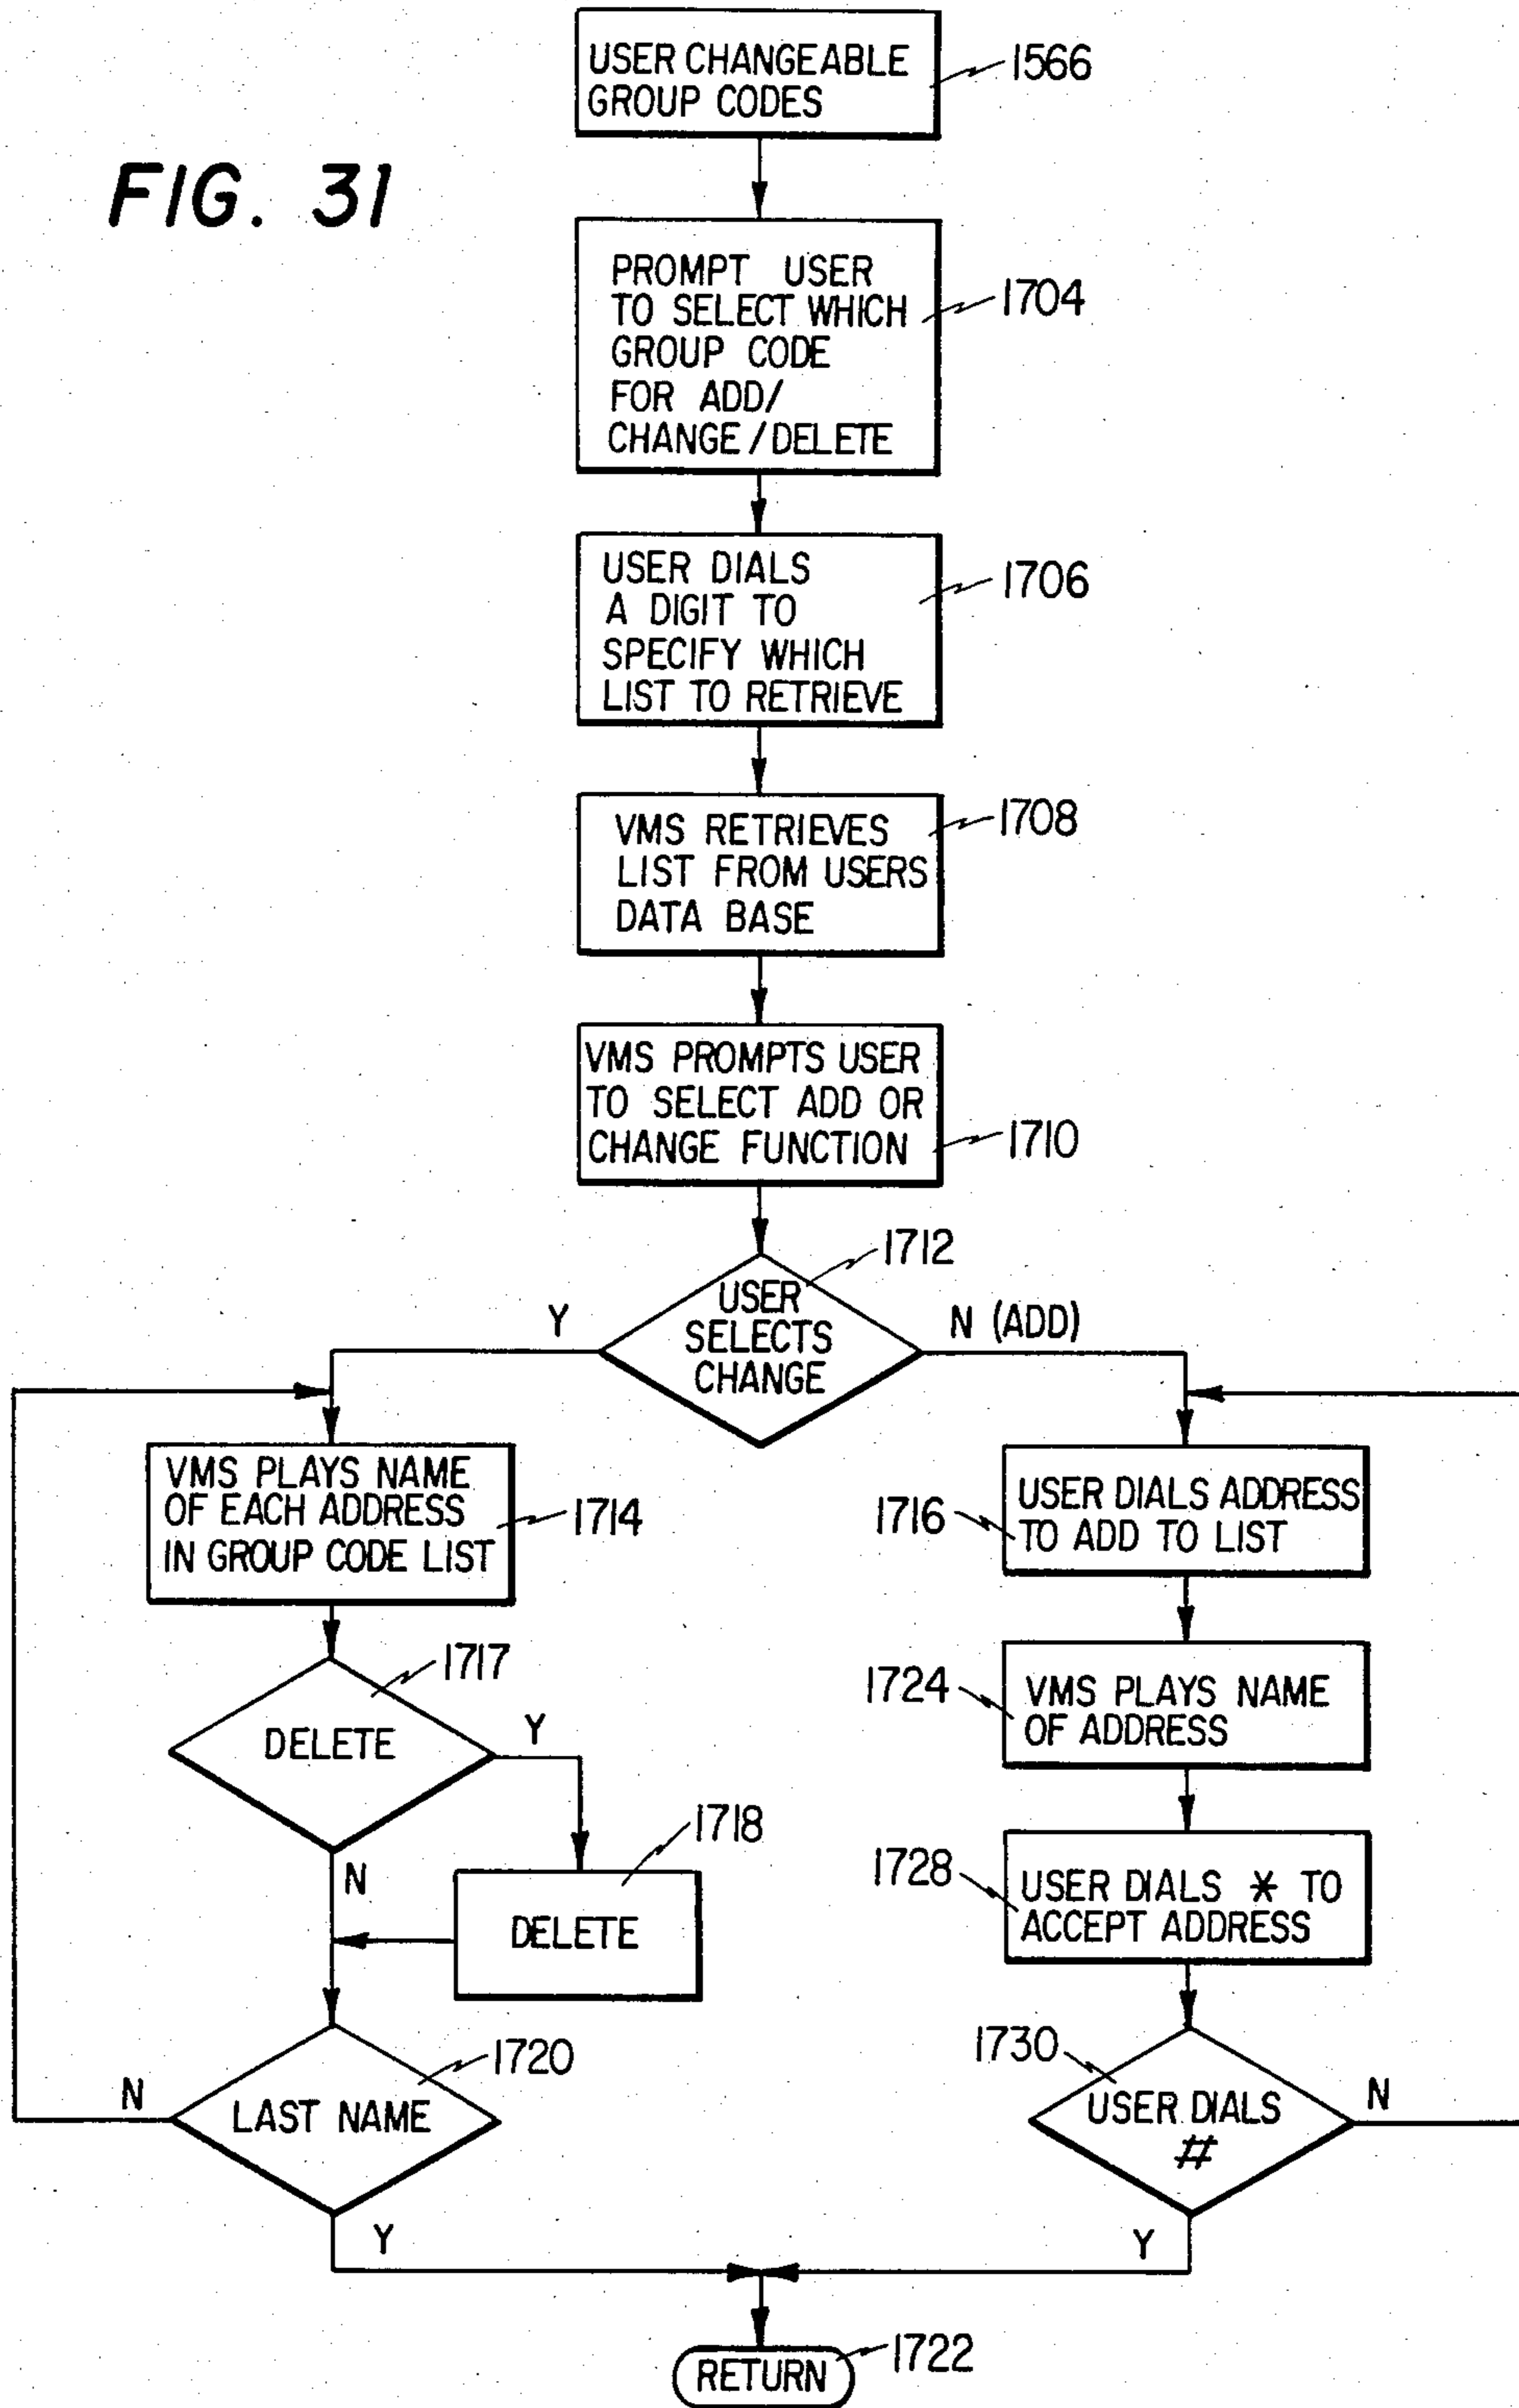 FIG. 31
USER CHANGEABLE
GROUP CODES
1566
PROMPT USER
TO SELECT WHICH
GROUP CODE
FOR ADD/
CHANGE/DELETE
1704
USER DIALS
A DIGIT TO
SPECIFY WHICH
LIST TO RETRIEVE
1706
VMS RETRIEVES
LIST FROM USERS
DATA BASE
1708
VMS PROMPTS USER
TO SELECT ADD OR
CHANGE FUNCTION
1710
1712
USER
SELECTS
CHANGE
Y
N (ADD)
VMS PLAYS NAME
OF EACH ADDRESS
IN GROUP CODE LIST
1714
1716
USER DIALS ADDRESS
TO ADD TO LIST
1717
DELETE
Y
N
1718
DELETE
1724
VMS PLAYS NAME
OF ADDRESS
1728
USER DIALS * TO
ACCEPT ADDRESS
1720
LAST NAME
N
Y
1730
USER DIALS
#
N
Y
RETURN
1722